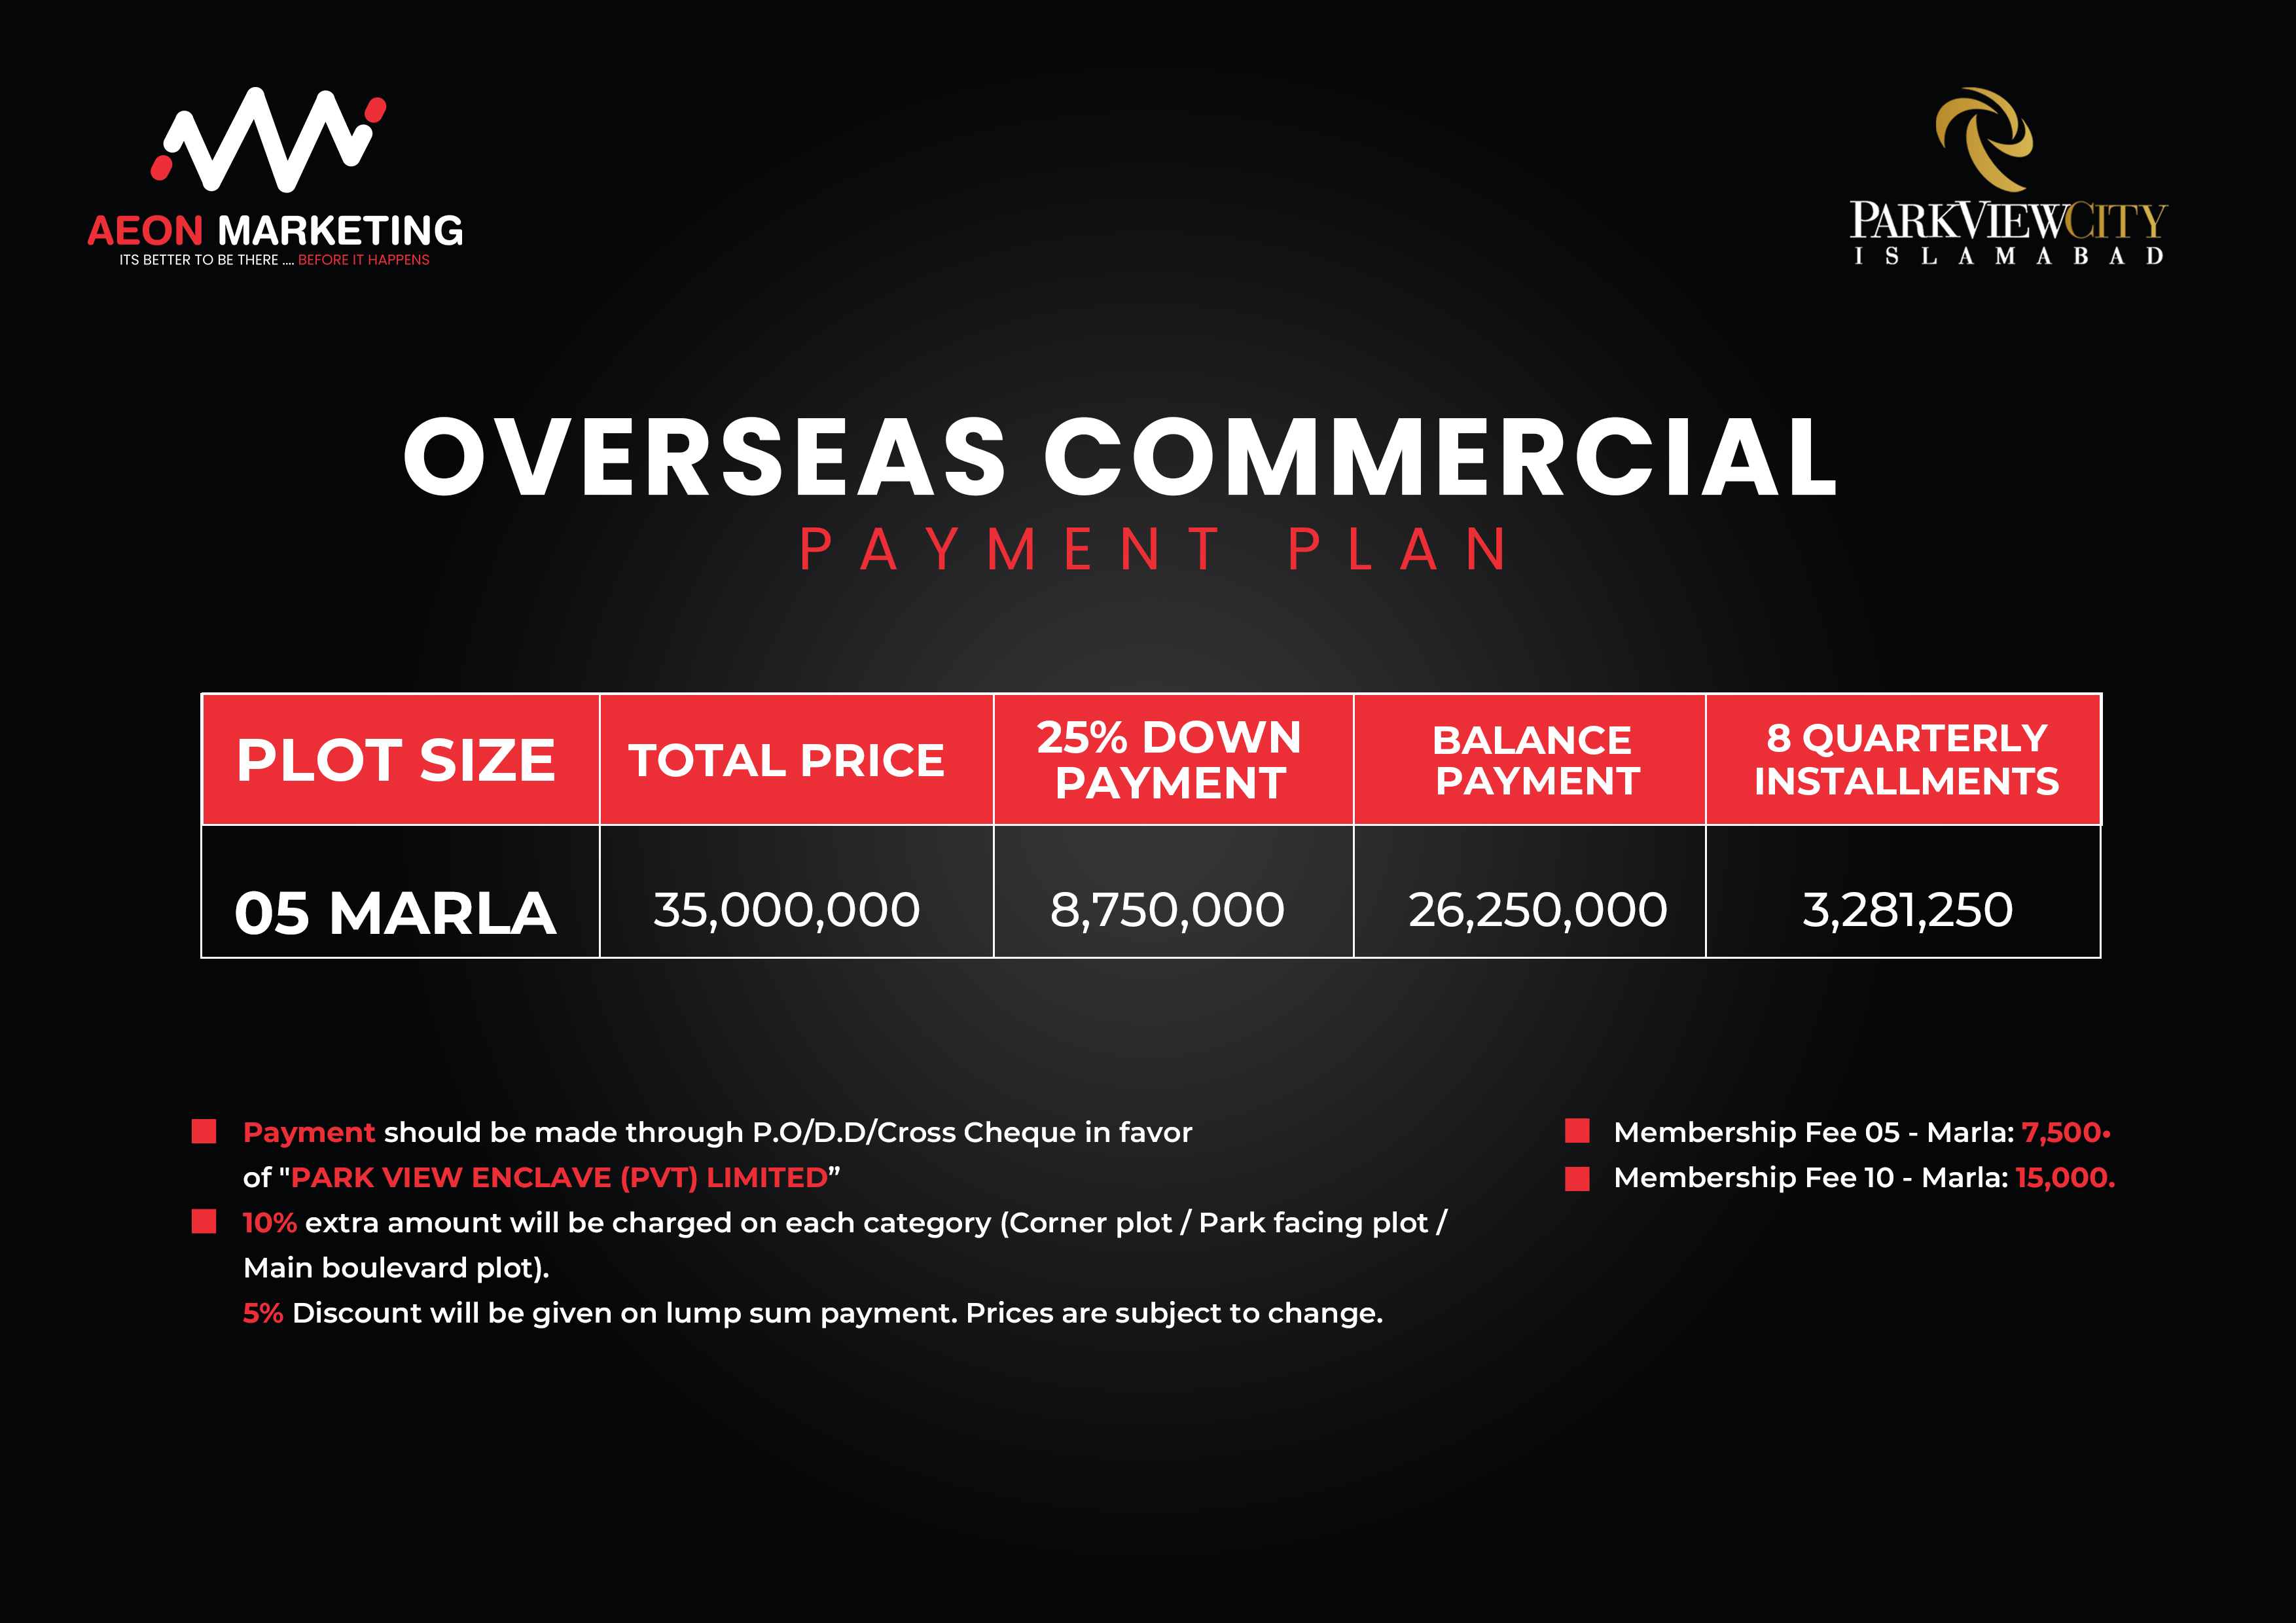 AEON MARKETING
ITS BETTER TO BE THERE .... BEFORE IT HAPPENS
PARKVIEWCITY
ISLAMABAD
OVERSEAS COMMERCIAL
PAYMENT PLAN
PLOT SIZE
TOTAL PRICE
25% DOWN
PAYMENT
BALANCE
PAYMENT
8 QUARTERLY
INSTALLMENTS
05 MARLA
35,000,000
8,750,000
26,250,000
3,281,250
Payment should be made through P.O/D.D/Cross Cheque in favor
of "PARK VIEW ENCLAVE (PVT) LIMITED”
10% extra amount will be charged on each category (Corner plot / Park facing plot /
Main boulevard plot).
5% Discount will be given on lump sum payment. Prices are subject to change.
Membership Fee 05 - Marla: 7,500•
Membership Fee 10 - Marla: 15,000.